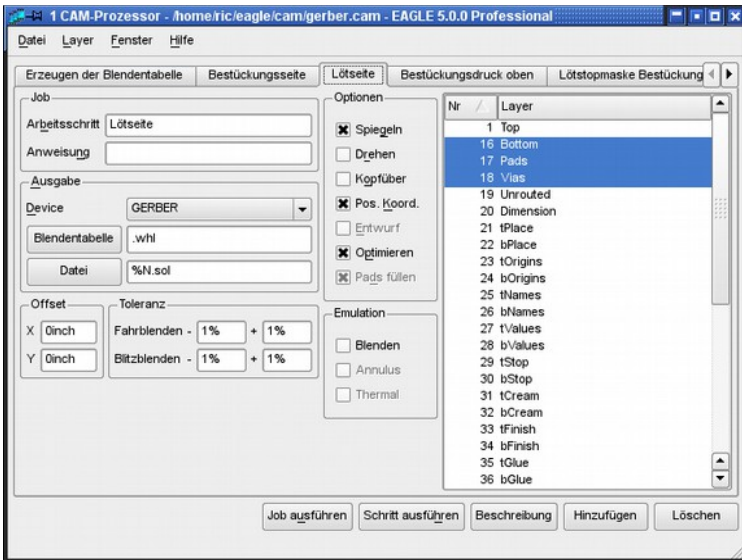 1 CAM-Prozessor - /home/ric/eagle/cam/gerber.cam - EAGLE 5.0.0 Professional
Datei Layer Fenster Hilfe
Erzeugen der Blendentabelle Bestückungsseite Lötseite Bestückungsdruck oben Lötstopmaske Bestückung
Job
Arbeitsschritt Lötseite
Anweisung
Ausgabe
Device GERBER
Blendentabelle .whl
Datei %N.sol
Offset
X 0inch
Y 0inch
Toleranz
Fahrblenden - 1% + 1%
Blitzblenden - 1% + 1%
Optionen
Spiegeln
Drehen
Kopfüber
Pos. Koord.
Entwurf
Optimieren
Pads füllen
Emulation
Blenden
Annulus
Thermal
Nr Layer
1 Top
16 Bottom
17 Pads
18 Vias
19 Unrouted
20 Dimension
21 tPlace
22 bPlace
23 tOrigins
24 bOrigins
25 tNames
26 bNames
27 tValues
28 bValues
29 tStop
30 bStop
31 tCream
32 bCream
33 tFinish
34 bFinish
35 tGlue
36 bGlue
Job ausführen Schritt ausführen Beschreibung Hinzufügen Löschen